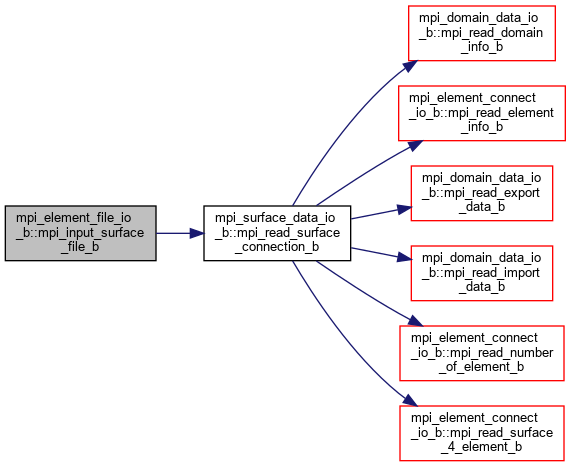 mpi_element_file_io
_b::mpi_input_surface
_file_b
mpi_surface_data_io
_b::mpi_read_surface
_connection_b
mpi_domain_data_io
_b::mpi_read_domain
_info_b
mpi_element_connect
_io_b::mpi_read_element
_info_b
mpi_domain_data_io
_b::mpi_read_export
_data_b
mpi_domain_data_io
_b::mpi_read_import
_data_b
mpi_element_connect
_io_b::mpi_read_number
_of_element_b
mpi_element_connect
_io_b::mpi_read_surface
_4_element_b